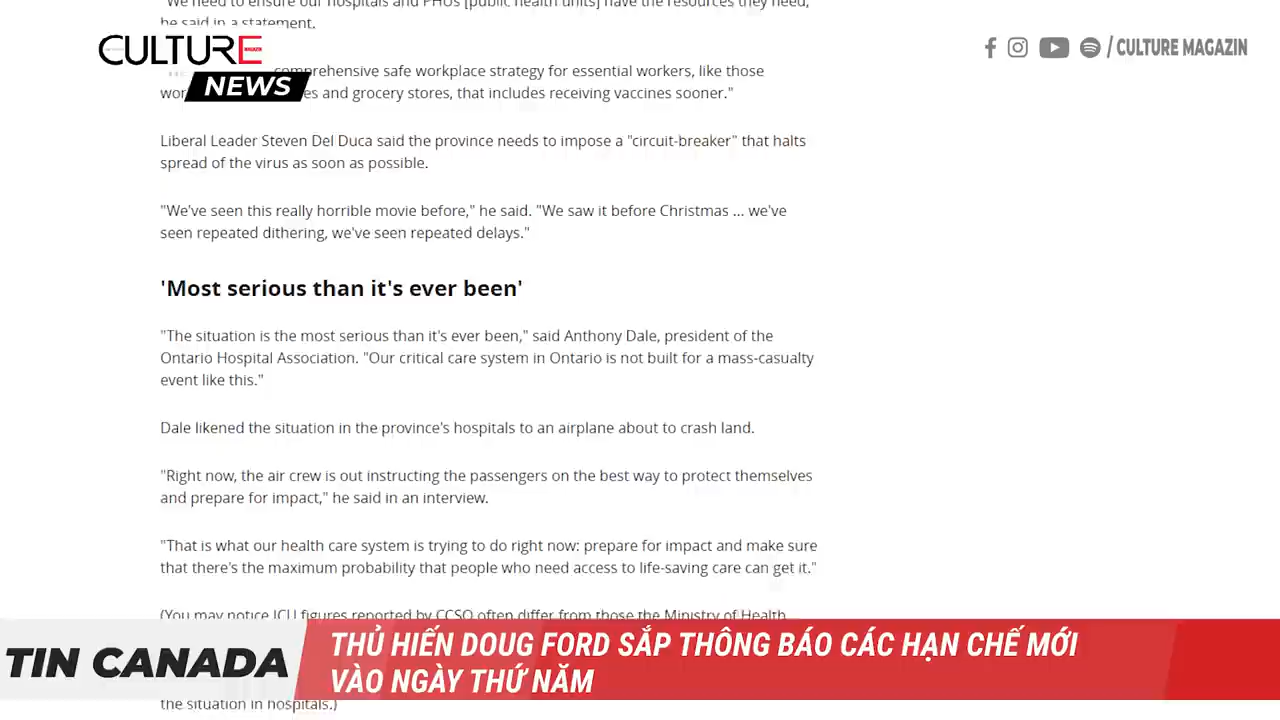 "We need to ensure our hospitals and PHUs [public health units] have the resources they need,"
he said in a statement.
CULTURE
NEWS
/ CULTURE MAGAZIN
comprehensive safe workplace strategy for essential workers, like those
and grocery stores, that includes receiving vaccines sooner."
Liberal Leader Steven Del Duca said the province needs to impose a "circuit-breaker" that halts
spread of the virus as soon as possible.
"We've seen this really horrible movie before," he said. "We saw it before Christmas ... we've
seen repeated dithering, we've seen repeated delays."
'Most serious than it's ever been'
"The situation is the most serious than it's ever been," said Anthony Dale, president of the
Ontario Hospital Association. "Our critical care system in Ontario is not built for a mass-casualty
event like this."
Dale likened the situation in the province's hospitals to an airplane about to crash land.
"Right now, the air crew is out instructing the passengers on the best way to protect themselves
and prepare for impact," he said in an interview.
"That is what our health care system is trying to do right now: prepare for impact and make sure
that there's the maximum probability that people who need access to life-saving care can get it."
(You may notice ICU figures reported by CCSO often differ from those the Ministry of Health
TIN CANADA
THỦ HIẾN DOUG FORD SẮP THÔNG BÁO CÁC HẠN CHẾ MỚI
VÀO NGÀY THỨ NĂM
the situation in hospitals.)